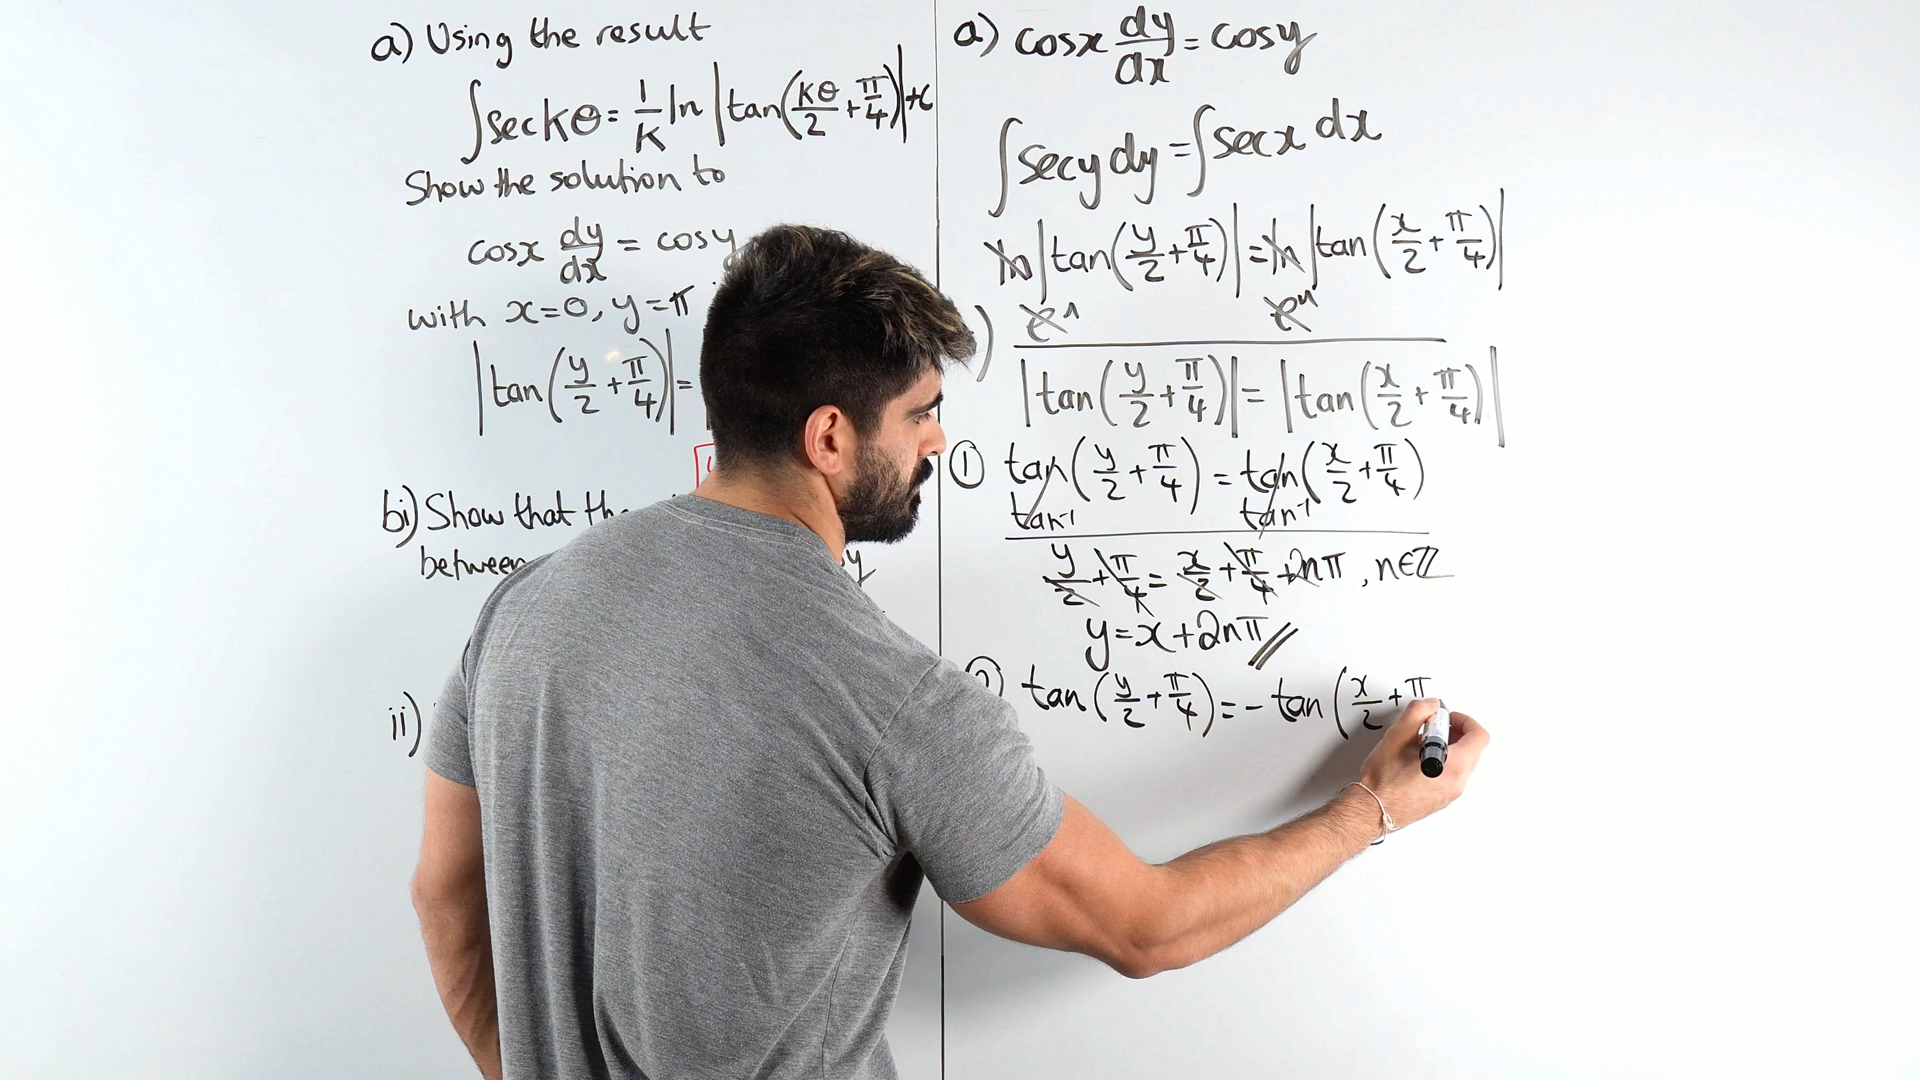 a) Using the result
∫seckθ = 1/k ln |tan(kθ/2 + π/4)| + c
Show the solution to
cosx dy/dx = cosy
with x=0, y=π
|tan(y/2 + π/4)| =
bi) Show that
between
y
ii)
a) cosx dy/dx = cosy
∫secy dy = ∫secx dx
ln|tan(y/2 + π/4)| = ln|tan(x/2 + π/4)|
e^ e^
|tan(y/2 + π/4)| = |tan(x/2 + π/4)|
① tan(y/2 + π/4) = tan(x/2 + π/4)
tan⁻¹ tan⁻¹
y/2 + π/4 = x/2 + π/4 + 2nπ, n∈ℤ
y = x + 2nπ //
tan(y/2 + π/4) = - tan(x/2 + π